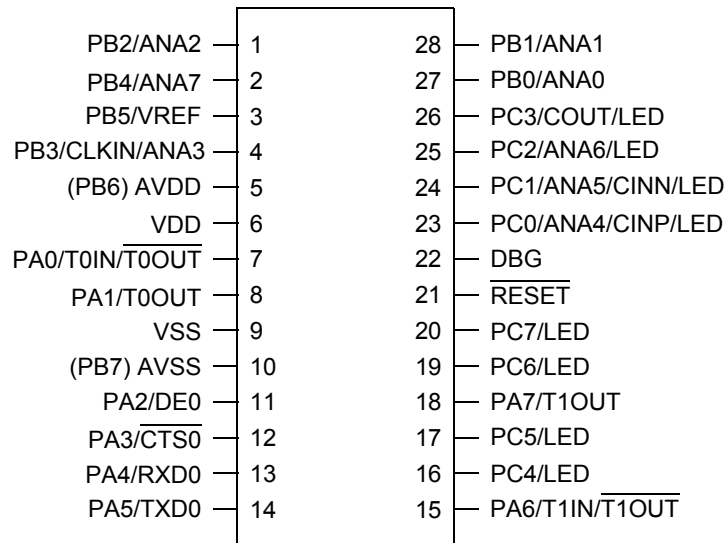 PB2/ANA2 1 28 PB1/ANA1
PB4/ANA7 2 27 PB0/ANA0
PB5/VREF 3 26 PC3/COUT/LED
PB3/CLKIN/ANA3 4 25 PC2/ANA6/LED
(PB6) AVDD 5 24 PC1/ANA5/CINN/LED
VDD 6 23 PC0/ANA4/CINP/LED
PA0/T0IN/T0OUT 7 22 DBG
PA1/T0OUT 8 21 RESET
VSS 9 20 PC7/LED
(PB7) AVSS 10 19 PC6/LED
PA2/DE0 11 18 PA7/T1OUT
PA3/CTS0 12 17 PC5/LED
PA4/RXD0 13 16 PC4/LED
PA5/TXD0 14 15 PA6/T1IN/T1OUT